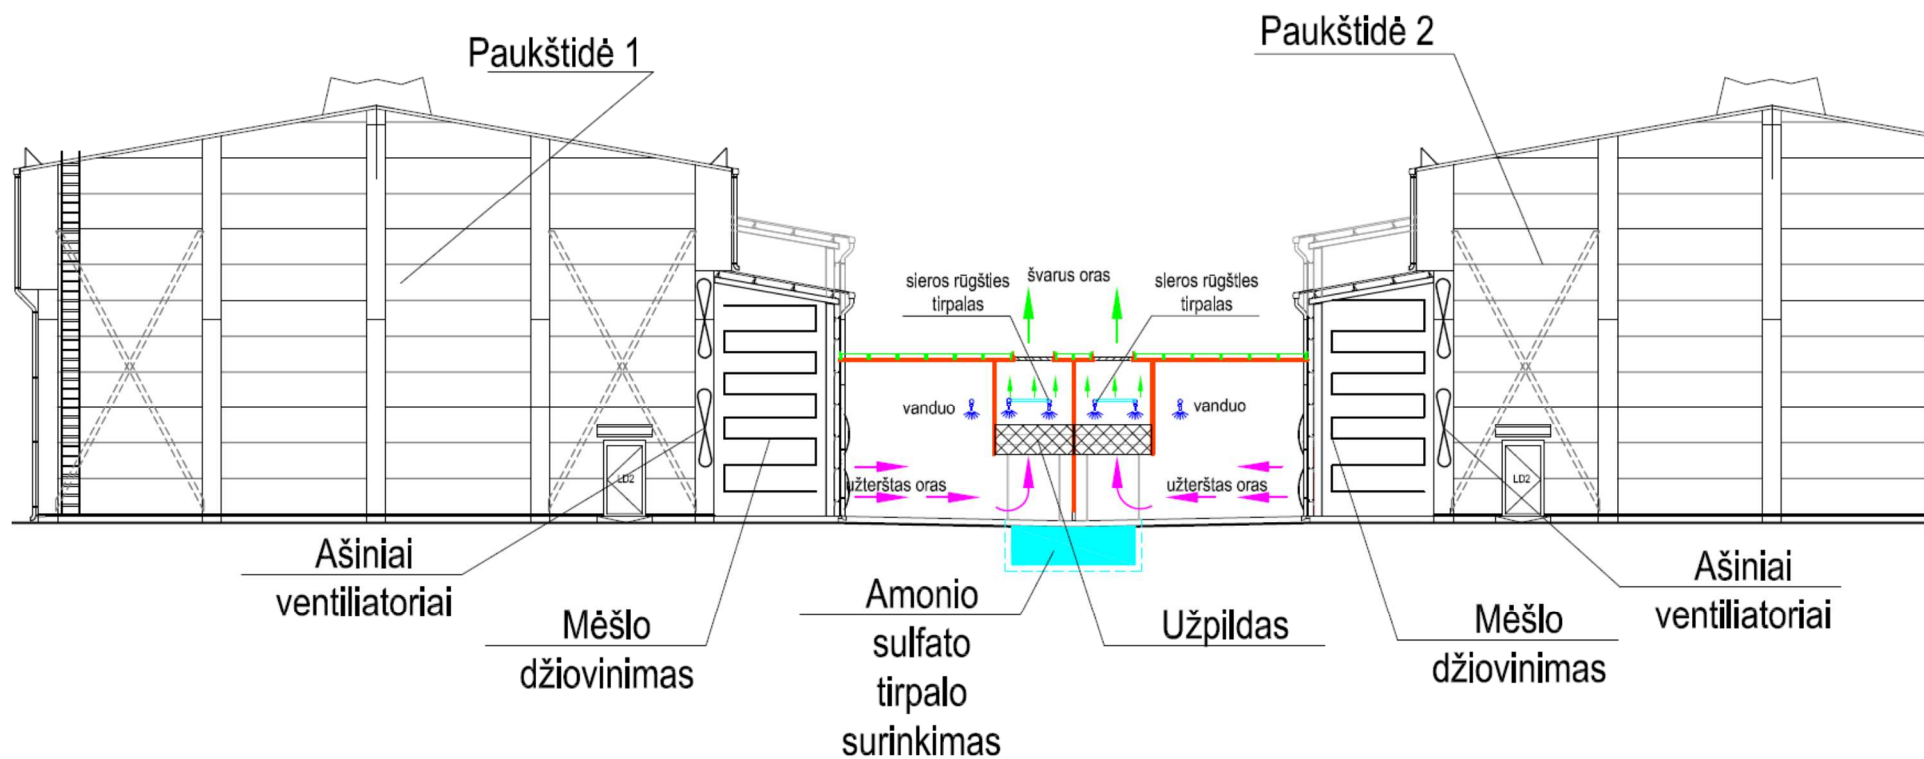 Paukštidė 1
Paukštidė 2
sieros rūgšties
tirpalas
švarus oras
sieros rūgšties
tirpalas
vanduo
vanduo
užterštas oras
užterštas oras
LD2
LD2
Ašiniai
ventiliatoriai
Mėšlo
džiovinimas
Amonio
sulfato
tirpalo
surinkimas
Užpildas
Mėšlo
džiovinimas
Ašiniai
ventiliatoriai